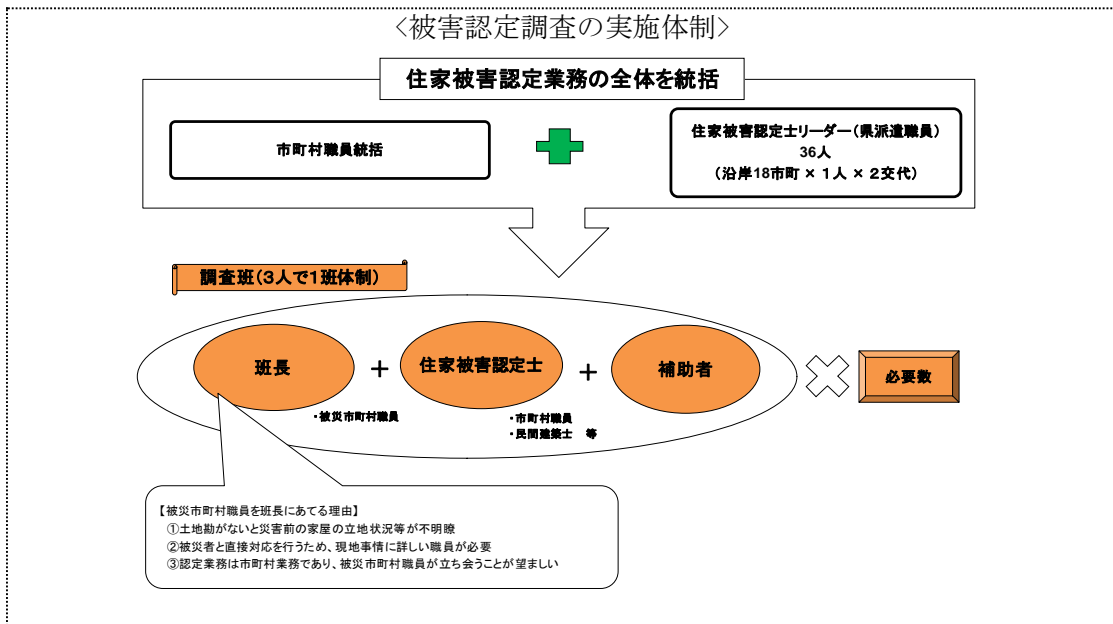 <被害認定調査の実施体制>
住家被害認定業務の全体を統括
市町村職員統括
住家被害認定士リーダー(県派遣職員)
36人
(沿岸18市町 × 1人 × 2交代)
調査班(3人で1班体制)
班長
+
住家被害認定士
+
補助者
必要数
・被災市町村職員
・市町村職員
・民間建築士 等
【被災市町村職員を班長にあてる理由】
①土地勘がないと災害前の家屋の立地状況等が不明瞭
②被災者と直接対応を行うため、現地事情に詳しい職員が必要
③認定業務は市町村業務であり、被災市町村職員が立ち会うことが望ましい